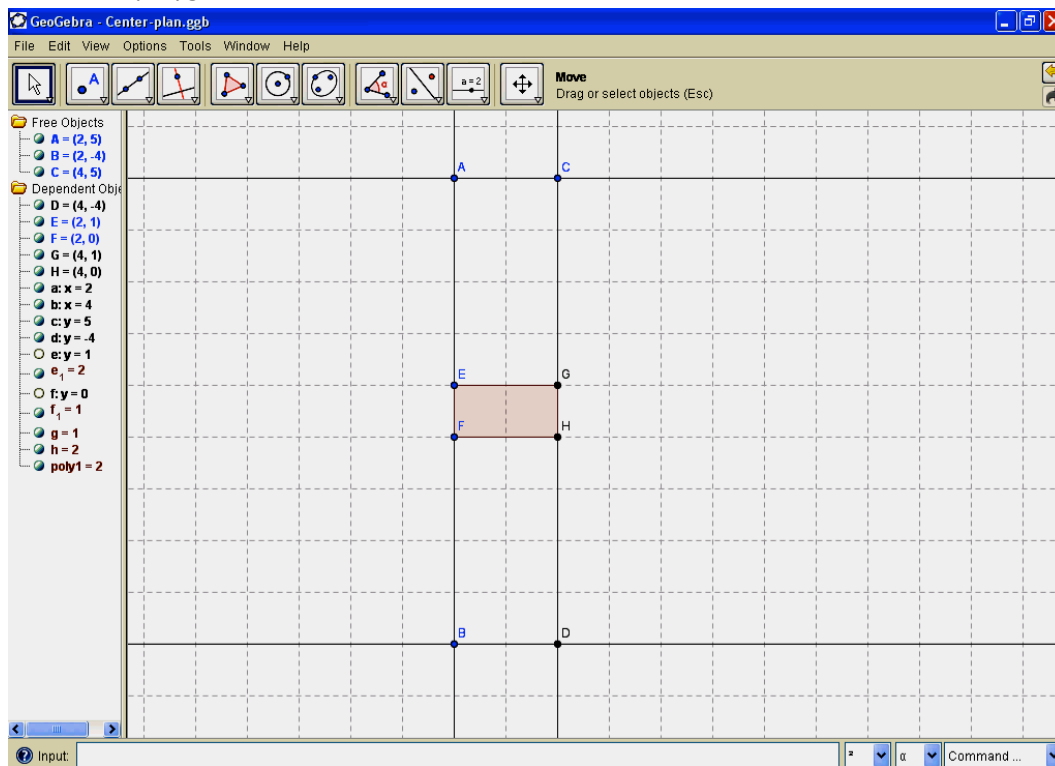 GeoGebra - Center-plan.ggb
File Edit View Options Tools Window Help
A
a = 2
Move
Drag or select objects (Esc)
Free Objects
A = (2, 5)
B = (2, -4)
C = (4, 5)
Dependent Obje
D = (4, -4)
E = (2, 1)
F = (2, 0)
G = (4, 1)
H = (4, 0)
a: x = 2
b: x = 4
c: y = 5
d: y = -4
e: y = 1
e₁ = 2
f: y = 0
f₁ = 1
g = 1
h = 2
poly1 = 2
A C
E G
F H
B D
Input:
²
α
Command ...